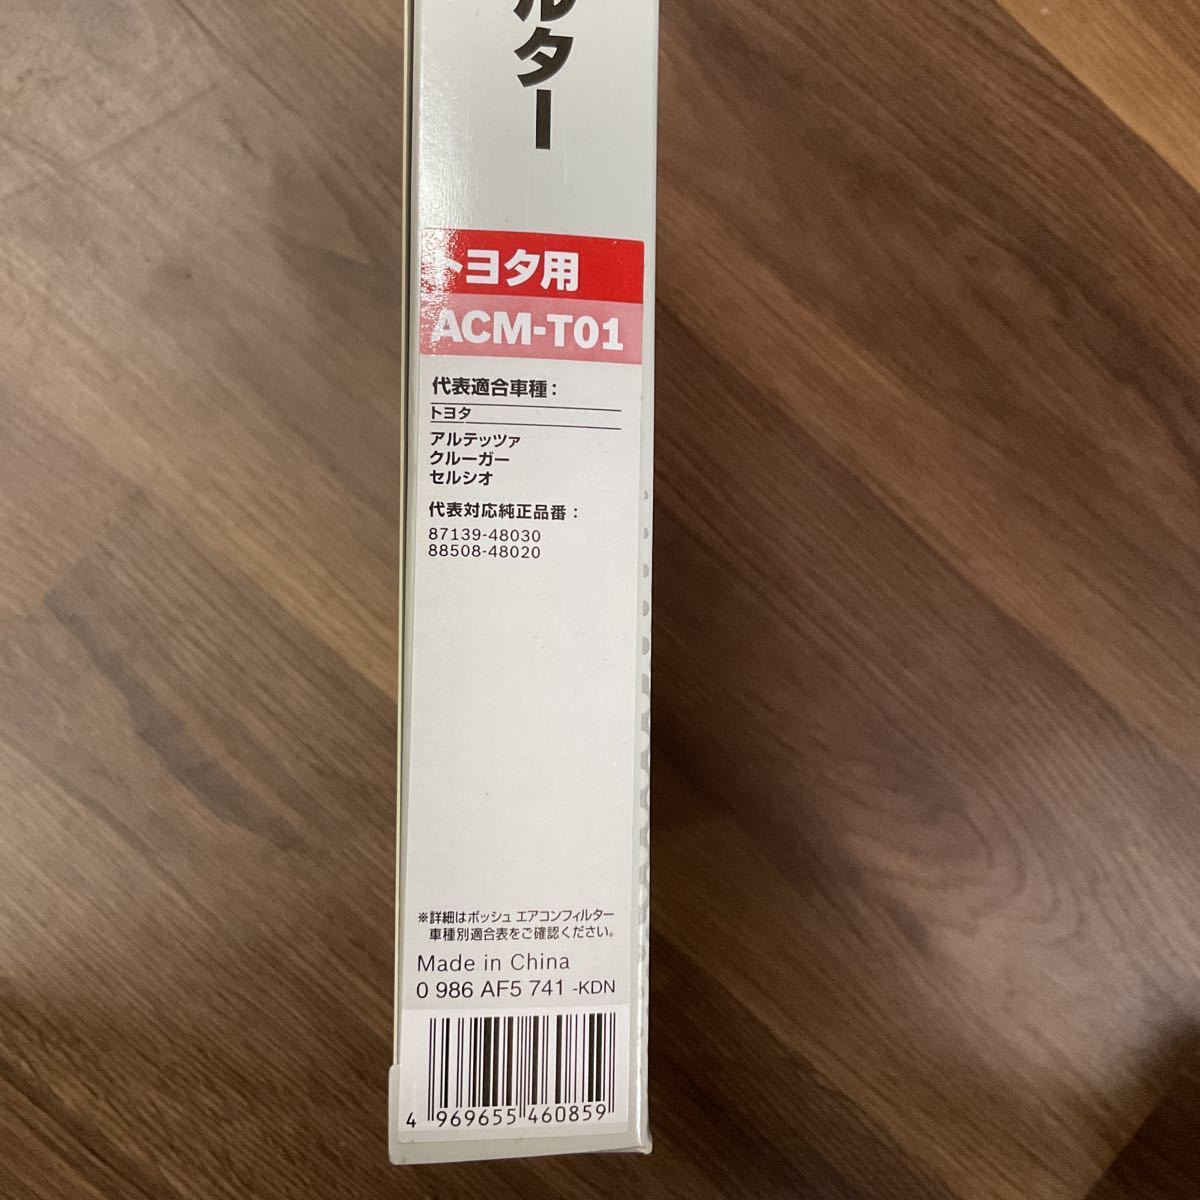 ルター
トヨタ用
ACM-T01
代表適合車種：
トヨタ
アルテッツァ
クルーガー
セルシオ
代表対応純正品番：
87139-48030
88508-48020
※詳細はボッシュ エアコンフィルター
車種別適合表をご確認ください。
Made in China
0 986 AF5 741 -KDN
4 969655 460859